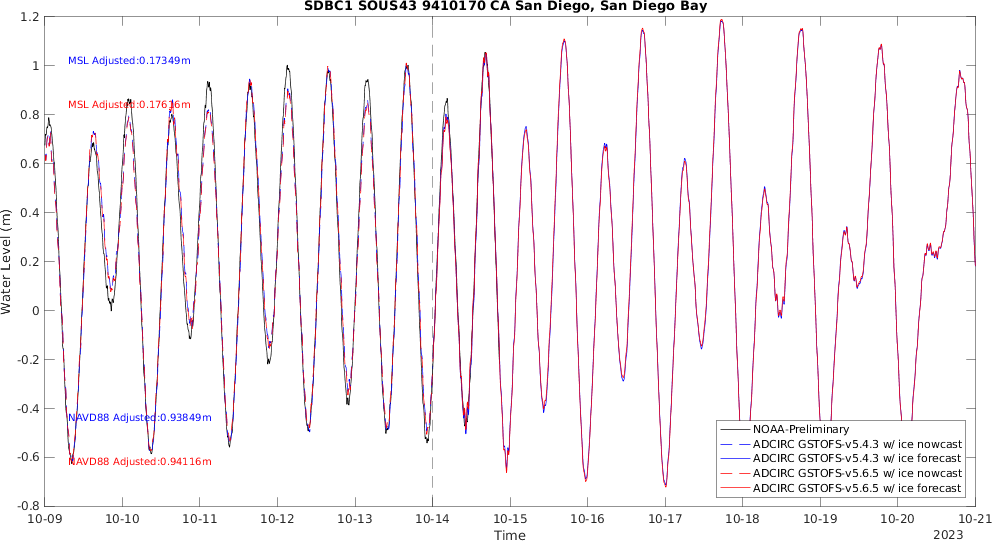 SDBC1 SOUS43 9410170 CA San Diego, San Diego Bay
1.2
1
0.8
0.6
0.4
0.2
0
-0.2
-0.4
-0.6
-0.8
Water Level (m)
MSL Adjusted:0.17349m
MSL Adjusted:0.17616m
NAVD88 Adjusted:0.93849m
NAVD88 Adjusted:0.94116m
NOAA-Preliminary
ADCIRC GSTOFS-v5.4.3 w/ ice nowcast
ADCIRC GSTOFS-v5.4.3 w/ ice forecast
ADCIRC GSTOFS-v5.6.5 w/ ice nowcast
ADCIRC GSTOFS-v5.6.5 w/ ice forecast
10-09 10-10 10-11 10-12 10-13 10-14 10-15 10-16 10-17 10-18 10-19 10-20 10-21
Time
2023